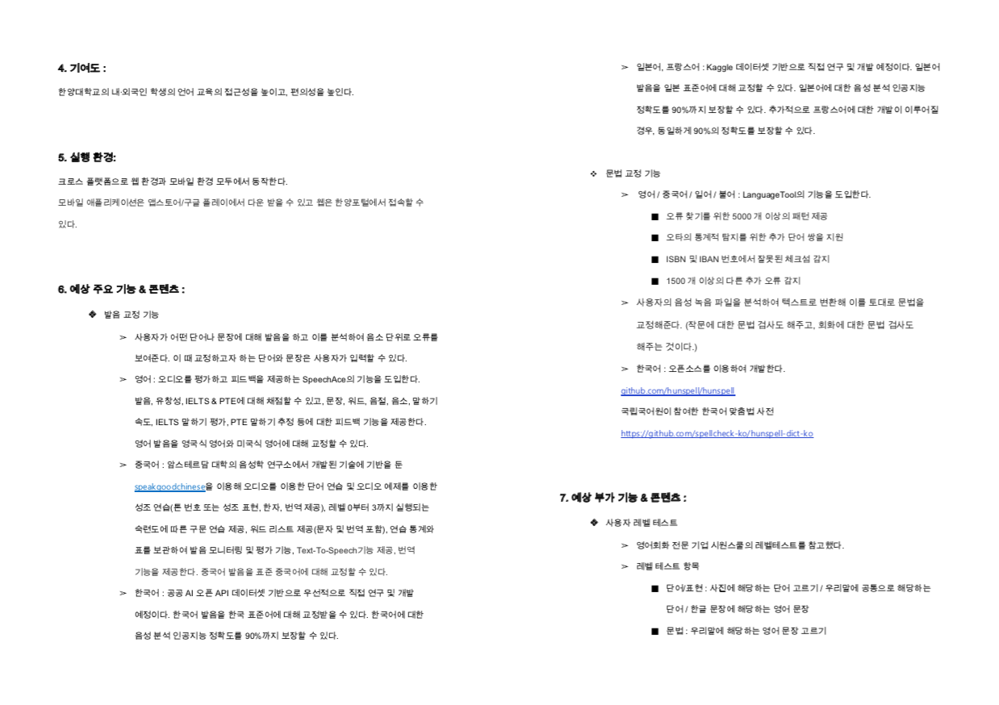 4. 기여도 :
한양대학교의 내·외국인 학생의 언어 교육의 접근성을 높이고, 편의성을 높인다.
5. 실행 환경:
크로스 플랫폼으로 웹 환경과 모바일 환경 모두에서 동작한다.
모바일 애플리케이션은 앱스토어/구글 플레이에서 다운 받을 수 있고 웹은 한양포털에서 접속할 수
있다.
6. 예상 주요 기능 & 콘텐츠 :
❖ 발음 교정 기능
➢ 사용자가 어떤 단어나 문장에 대해 발음을 하고 이를 분석하여 음소 단위로 오류를
보여준다. 이 때 교정하고자 하는 단어와 문장은 사용자가 입력할 수 있다.
➢ 영어 : 오디오를 평가하고 피드백을 제공하는 SpeechAce의 기능을 도입한다.
발음, 유창성, IELTS & PTE에 대해 채점할 수 있고, 문장, 워드, 음절, 음소, 말하기
속도, IELTS 말하기 평가, PTE 말하기 추정 등에 대한 피드백 기능을 제공한다.
영어 발음을 영국식 영어와 미국식 영어에 대해 교정할 수 있다.
➢ 중국어 : 암스테르담 대학의 음성학 연구소에서 개발된 기술에 기반을 둔
speakgoodchinese을 이용해 오디오를 이용한 단어 연습 및 오디오 예제를 이용한
성조 연습(톤 번호 또는 성조 표현, 한자, 번역 제공), 레벨 0부터 3까지 실행되는
숙련도에 따른 구문 연습 제공, 워드 리스트 제공(문자 및 번역 포함), 연습 통계와
표를 보관하여 발음 모니터링 및 평가 기능, Text-To-Speech기능 제공, 번역
기능을 제공한다. 중국어 발음을 표준 중국어에 대해 교정할 수 있다.
➢ 한국어 : 공공 AI 오픈 API 데이터셋 기반으로 우선적으로 직접 연구 및 개발
예정이다. 한국어 발음을 한국 표준어에 대해 교정받을 수 있다. 한국어에 대한
음성 분석 인공지능 정확도를 90%까지 보장할 수 있다.
➢ 일본어, 프랑스어 : Kaggle 데이터셋 기반으로 직접 연구 및 개발 예정이다. 일본어
발음을 일본 표준어에 대해 교정할 수 있다. 일본어에 대한 음성 분석 인공지능
정확도를 90%까지 보장할 수 있다. 추가적으로 프랑스어에 대한 개발이 이루어질
경우, 동일하게 90%의 정확도를 보장할 수 있다.
❖ 문법 교정 기능
➢ 영어 / 중국어 / 일어 / 불어 : LanguageTool의 기능을 도입한다.
■ 오류 찾기를 위한 5000 개 이상의 패턴 제공
■ 오타의 통계적 탐지를 위한 추가 단어 쌍을 지원
■ ISBN 및 IBAN 번호에서 잘못된 체크섬 감지
■ 1500 개 이상의 다른 추가 오류 감지
➢ 사용자의 음성 녹음 파일을 분석하여 텍스트로 변환해 이를 토대로 문법을
교정해준다. (작문에 대한 문법 검사도 해주고, 회화에 대한 문법 검사도
해주는 것이다.)
➢ 한국어 : 오픈소스를 이용하여 개발한다.
github.com/hunspell/hunspell
국립국어원이 참여한 한국어 맞춤법 사전
https://github.com/spellcheck-ko/hunspell-dict-ko
7. 예상 부가 기능 & 콘텐츠 :
❖ 사용자 레벨 테스트
➢ 영어회화 전문 기업 시원스쿨의 레벨테스트를 참고했다.
➢ 레벨 테스트 항목
■ 단어/표현 : 사진에 해당하는 단어 고르기 / 우리말에 공통으로 해당하는
단어 / 한글 문장에 해당하는 영어 문장
■ 문법 : 우리말에 해당하는 영어 문장 고르기